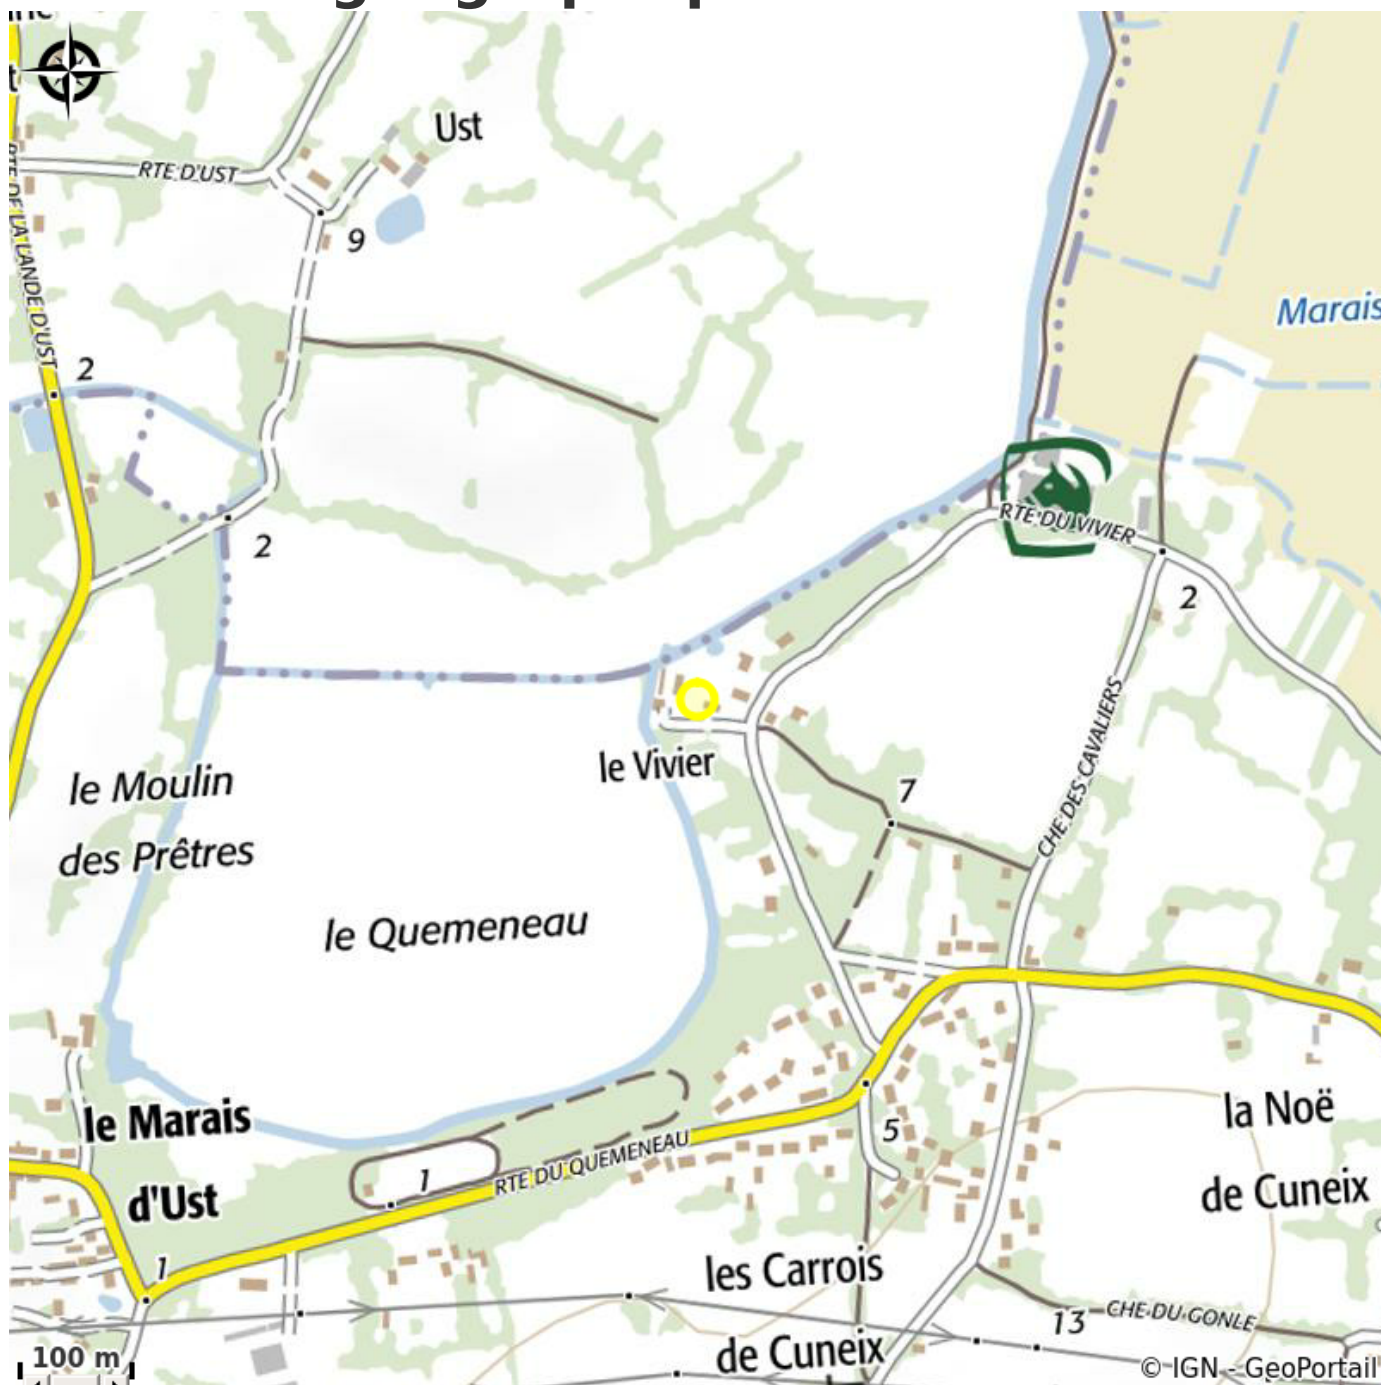 Ust
RTE D'UST
9
RTE DE LA LANDE D'UST
Marais
2
2
RTE DU VIVIER
2
le Vivier
le Moulin
des Prêtres
7
CHE DES CAVALIERS
le Quemeneau
le Marais
d'Ust
1
RTE DU QUEMENEAU
5
la Noë
de Cuneix
1
les Carrois
de Cuneix
13
CHE DU GONLE
100 m
© IGN - GeoPortail